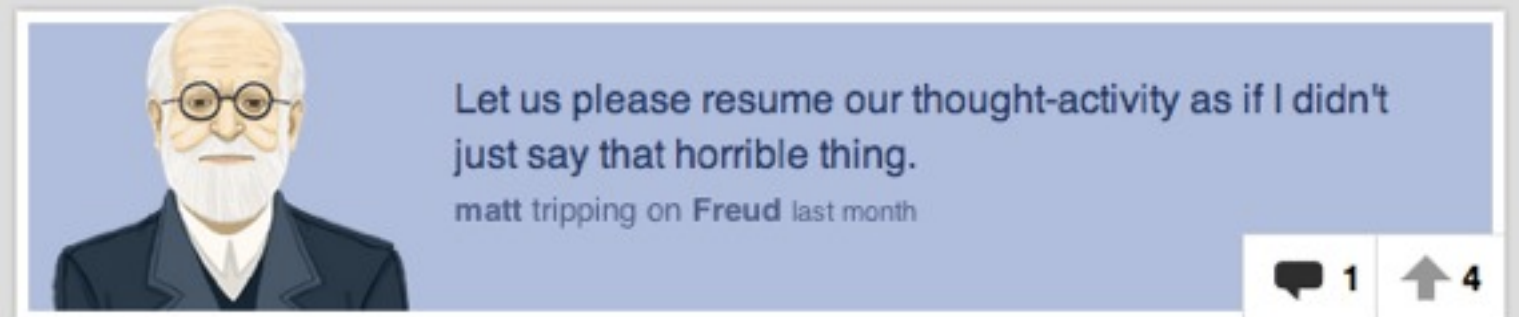 Let us please resume our thought-activity as if I didn't
just say that horrible thing.
matt tripping on Freud last month
1 4